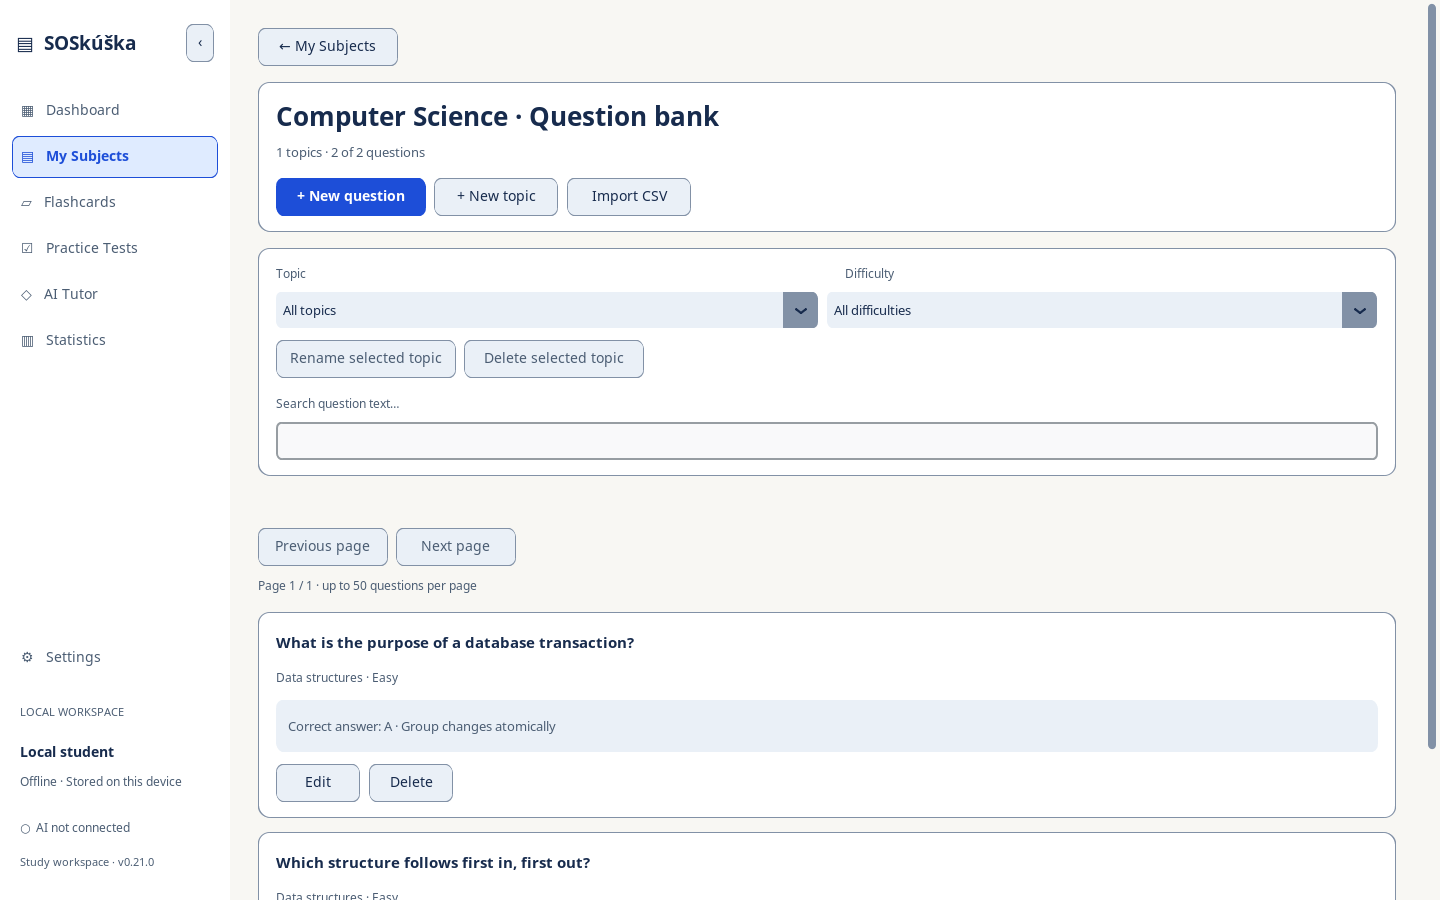 SOSkúška
‹
Dashboard
My Subjects
Flashcards
Practice Tests
AI Tutor
Statistics
Settings
LOCAL WORKSPACE
Local student
Offline · Stored on this device
AI not connected
Study workspace · v0.21.0
← My Subjects
Computer Science · Question bank
1 topics · 2 of 2 questions
+ New question
+ New topic
Import CSV
Topic
Difficulty
All topics
All difficulties
Rename selected topic
Delete selected topic
Search question text...
Previous page
Next page
Page 1 / 1 · up to 50 questions per page
What is the purpose of a database transaction?
Data structures · Easy
Correct answer: A · Group changes atomically
Edit
Delete
Which structure follows first in, first out?
Data structures · Easy